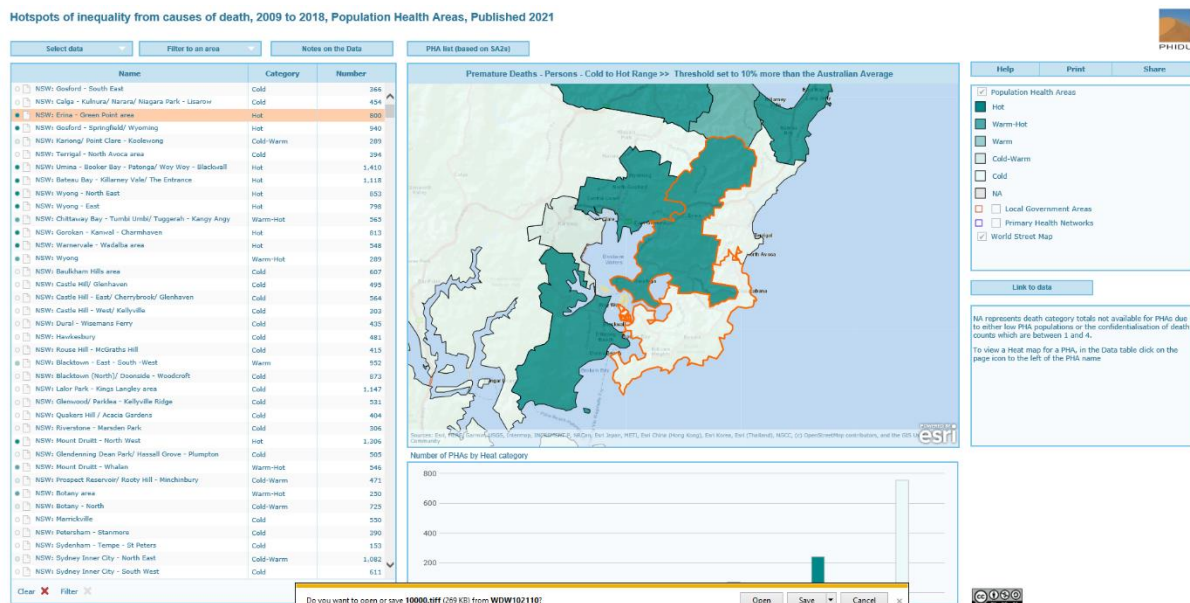 Hotspots of inequality from causes of death, 2009 to 2018, Population Health Areas, Published 2021
PHIDU
Select data
Filter to an area
Notes on the Data
PHA list (based on SA2s)
Name Category Number
NSW: Gosford - South East Cold 366
NSW: Calga - Kulnura/ Narara/ Niagara Park - Lisarow Cold 454
NSW: Erina - Green Point area Hot 800
NSW: Gosford - Springfield/ Wyoming Hot 940
NSW: Kariong/ Point Clare - Koolewong Cold-Warm 289
NSW: Terrigal - North Avoca area Cold 294
NSW: Umina - Booker Bay - Patonga/ Woy Woy - Blackwall Hot 1,410
NSW: Bateau Bay - Killarney Vale/ The Entrance Hot 1,118
NSW: Wyong - North East Hot 853
NSW: Wyong - East Hot 798
NSW: Chittaway Bay - Tumbi Umbi/ Tuggerah - Kangy Angy Warm-Hot 565
NSW: Gorokan - Kanwal - Charmhaven Hot 813
NSW: Warnervale - Wadalba area Hot 548
NSW: Wyong Warm-Hot 289
NSW: Baulkham Hills area Cold 607
NSW: Castle Hill/ Glenhaven Cold 495
NSW: Castle Hill - East/ Cherrybrook/ Glenhaven Cold 564
NSW: Castle Hill - West/ Kellyville Cold 203
NSW: Dural - Wisemans Ferry Cold 435
NSW: Hawkesbury Cold 481
NSW: Rouse Hill - McGraths Hill Cold 415
NSW: Blacktown - East - South -West Warm 552
NSW: Blacktown (North)/ Doonside - Woodcroft Cold 873
NSW: Lalor Park - Kings Langley area Cold 1,147
NSW: Glenwood/ Parklea - Kellyville Ridge Cold 531
NSW: Quakers Hill / Acacia Gardens Cold 404
NSW: Riverstone - Marsden Park Cold 306
NSW: Mount Druitt - North West Hot 1,306
NSW: Glendenning Dean Park/ Hassall Grove - Plumpton Cold 505
NSW: Mount Druitt - Whalan Warm-Hot 546
NSW: Prospect Reservoir/ Rooty Hill - Minchinbury Cold-Warm 471
NSW: Botany area Warm-Hot 250
NSW: Botany - North Cold-Warm 725
NSW: Marrickville Cold 550
NSW: Petersham - Stanmore Cold 290
NSW: Sydenham - Tempe - St Peters Cold 153
NSW: Sydney Inner City - North East Cold-Warm 1,082
NSW: Sydney Inner City - South West Cold 611
Clear Filter
Premature Deaths - Persons - Cold to Hot Range >> Threshold set to 10% more than the Australian Average
POWERED BY
esri
Number of PHAs by Heat category
800
600
400
200
Help Print Share
Population Health Areas
Hot
Warm-Hot
Warm
Cold-Warm
Cold
NA
Local Government Areas
Primary Health Networks
World Street Map
Link to data
NA represents death category totals not available for PHAs due
to either low PHA populations or the confidentialisation of death
counts which are between 1 and 4.
To view a Heat map for a PHA, in the Data table click on the
page icon to the left of the PHA name
Do you want to open or save 10000.tiff (269 KB) from WDW102110?
Open Save Cancel